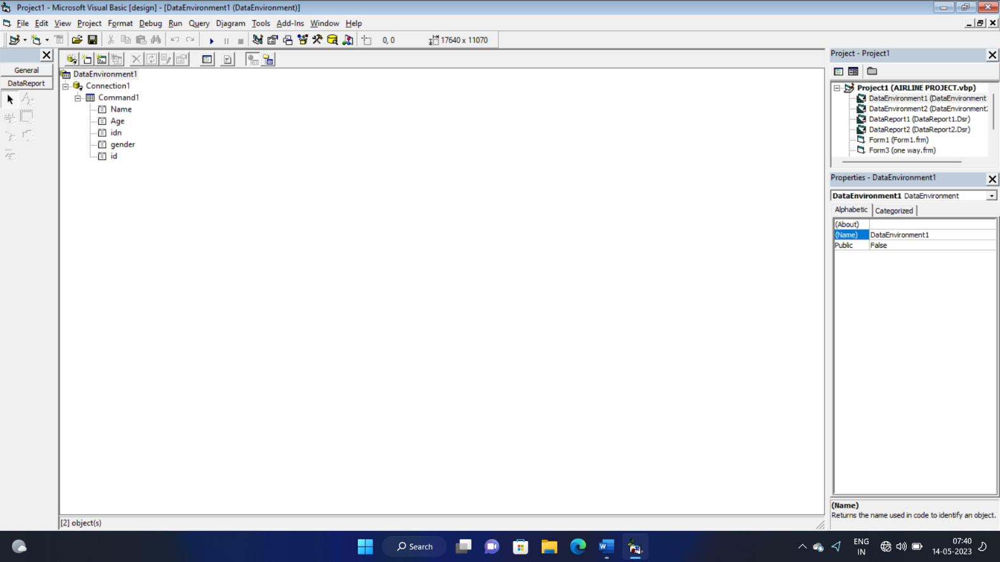 Project1 - Microsoft Visual Basic [design] - [DataEnvironment1 (DataEnvironment)]
File Edit View Project Format Debug Run Query Diagram Tools Add-Ins Window Help
0, 0 17640 x 11070
General
DataReport
DataEnvironment1
Connection1
Command1
Name
Age
idn
gender
id
[2] object(s)
Project - Project1
Project1 (AIRLINE PROJECT.vbp)
DataEnvironment1 (DataEnvironment
DataEnvironment2 (DataEnvironment2
DataReport1 (DataReport1.Dsr)
DataReport2 (DataReport2.Dsr)
Form1 (Form1.frm)
Form3 (one way.frm)
Properties - DataEnvironment1
DataEnvironment1 DataEnvironment
Alphabetic Categorized
(About)
(Name) DataEnvironment1
Public False
(Name)
Returns the name used in code to identify an object.
Search
ENG
IN
07:40
14-05-2023